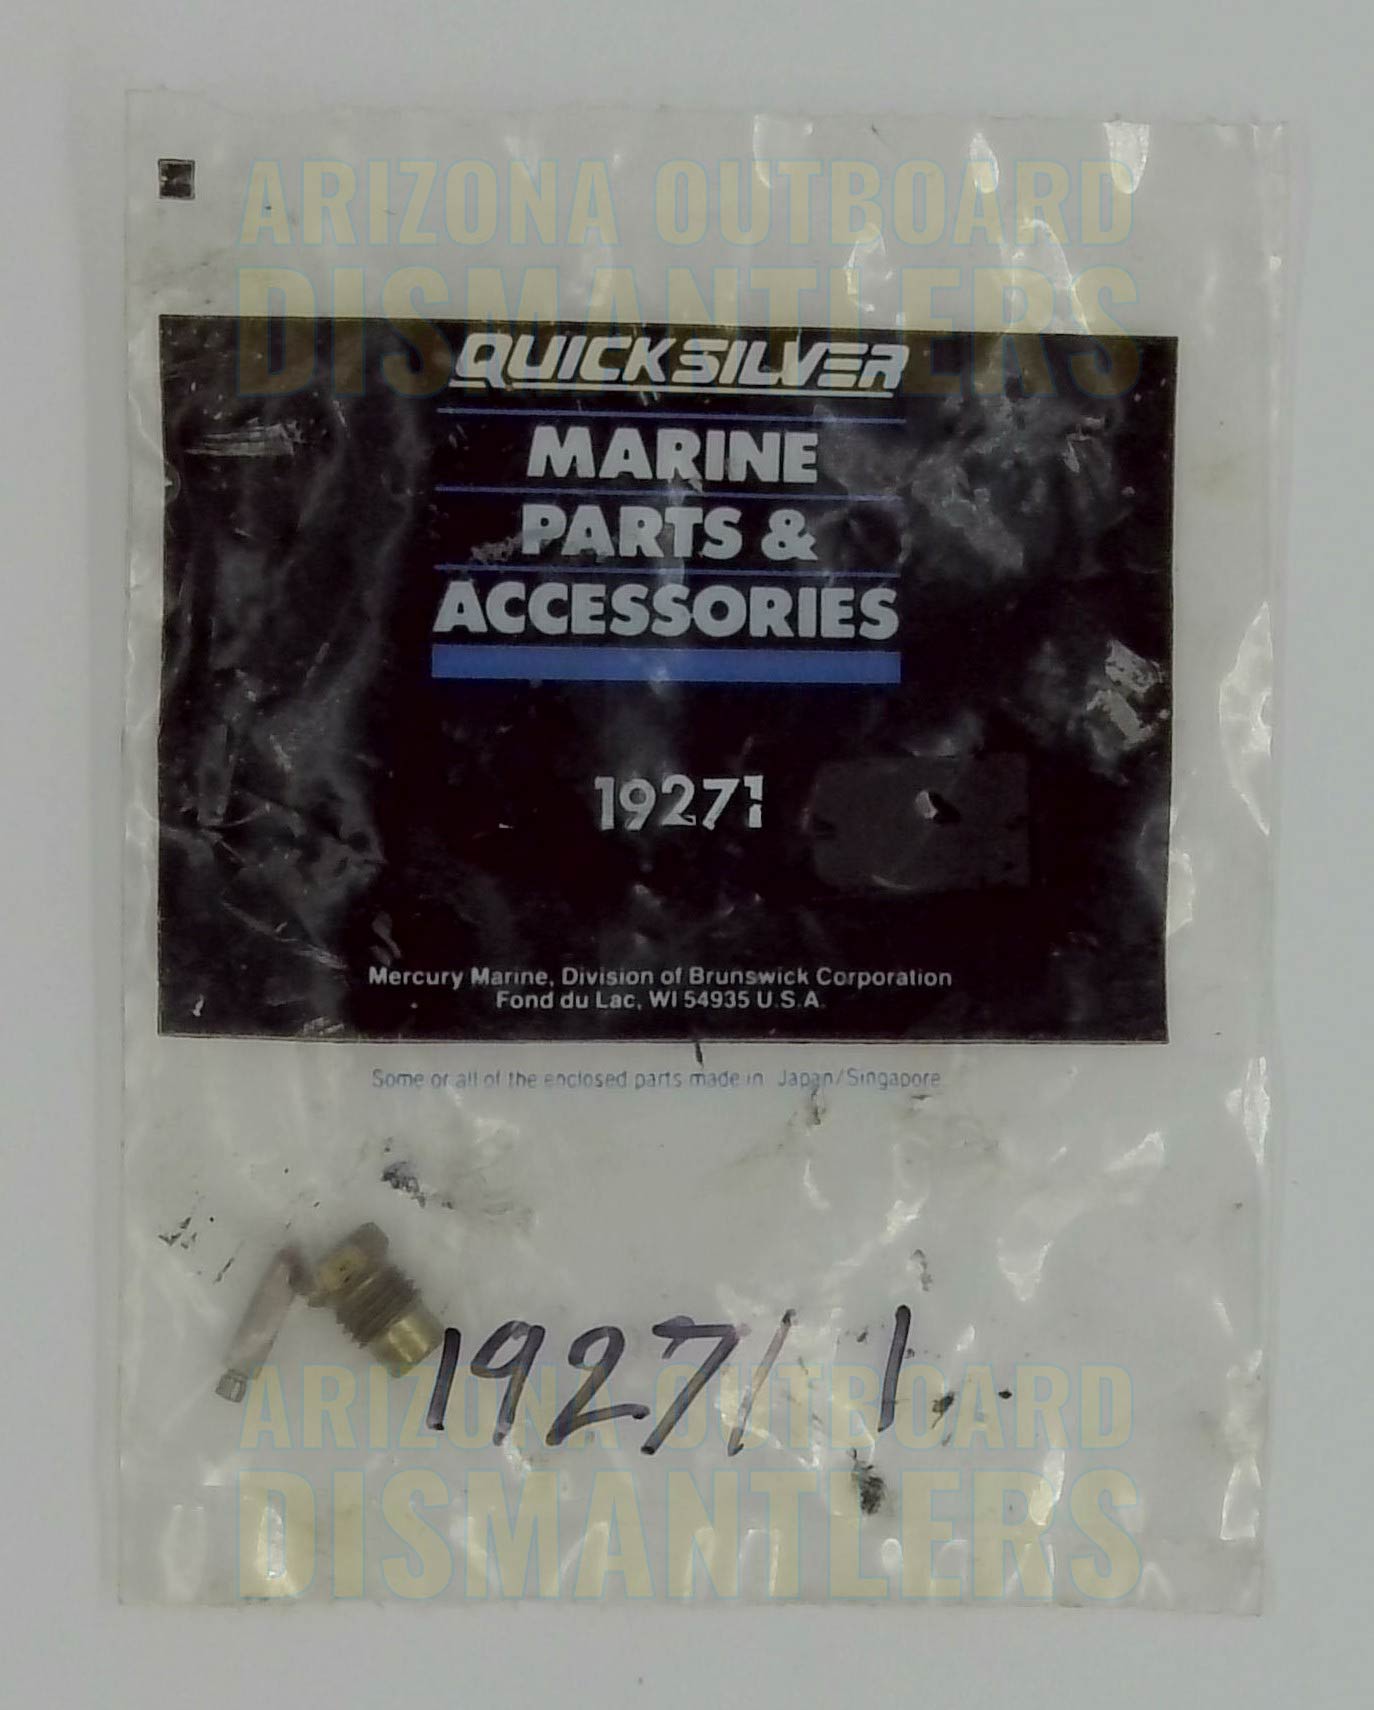 ARIZONA OUTBOARD
DISMANTLERS
QUICKSILVER
MARINE
PARTS &
ACCESSORIES
19271
Mercury Marine, Division of Brunswick Corporation
Fond du Lac, WI 54935 U.S.A.
Some or all of the enclosed parts made in Japan/Singapore
19271 1
ARIZONA OUTBOARD
DISMANTLERS